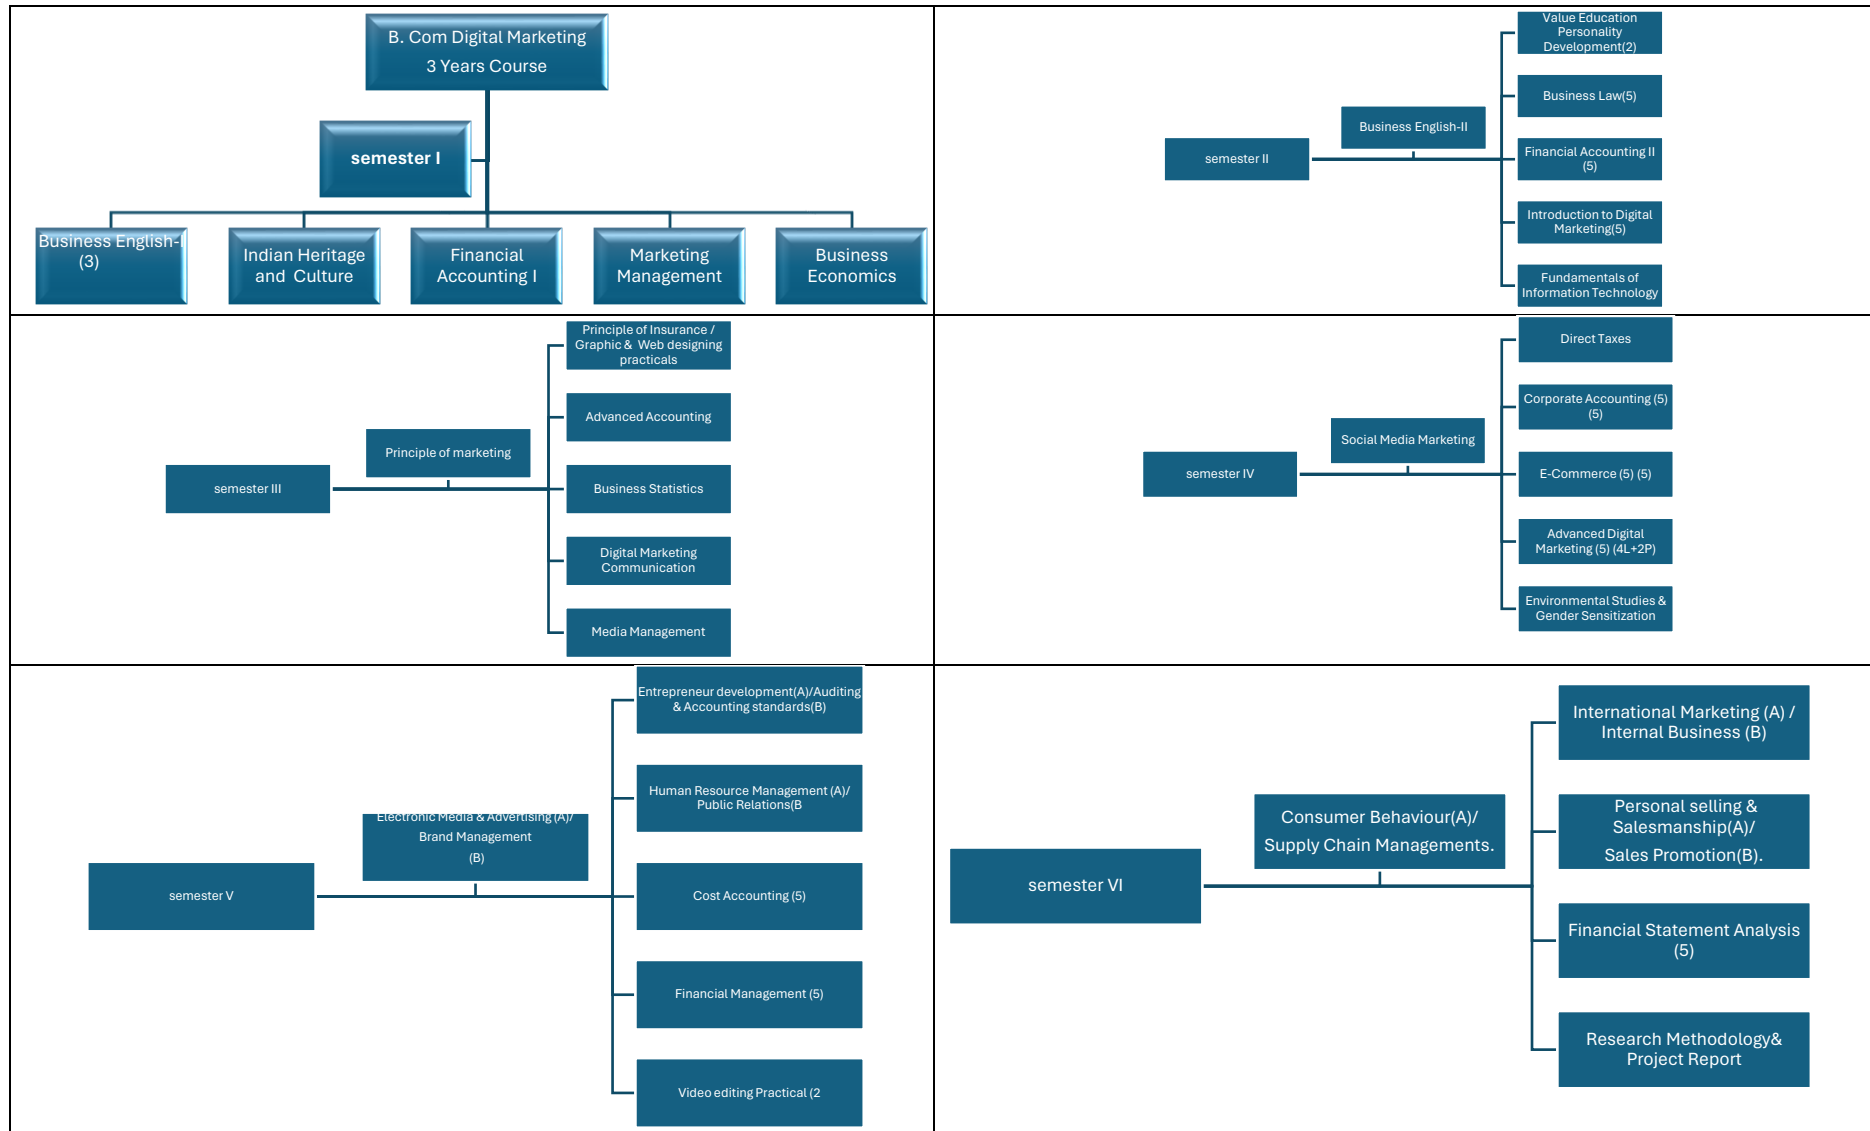 B. Com Digital Marketing
3 Years Course
semester I
Business English-I
(3)
Indian Heritage
and Culture
Financial
Accounting I
Marketing
Management
Business
Economics
semester II
Business English-II
Value Education
Personality
Development(2)
Business Law(5)
Financial Accounting II
(5)
Introduction to Digital
Marketing(5)
Fundamentals of
Information Technology
semester III
Principle of marketing
Principle of Insurance /
Graphic & Web designing
practicals
Advanced Accounting
Business Statistics
Digital Marketing
Communication
Media Management
semester IV
Social Media Marketing
Direct Taxes
Corporate Accounting (5)
(5)
E-Commerce (5) (5)
Advanced Digital
Marketing (5) (4L+2P)
Environmental Studies &
Gender Sensitization
semester V
Electronic Media & Advertising (A)/
Brand Management
(B)
Entrepreneur development(A)/Auditing
& Accounting standards(B)
Human Resource Management (A)/
Public Relations(B
Cost Accounting (5)
Financial Management (5)
Video editing Practical (2
semester VI
Consumer Behaviour(A)/
Supply Chain Managements.
International Marketing (A) /
Internal Business (B)
Personal selling &
Salesmanship(A)/
Sales Promotion(B).
Financial Statement Analysis
(5)
Research Methodology&
Project Report